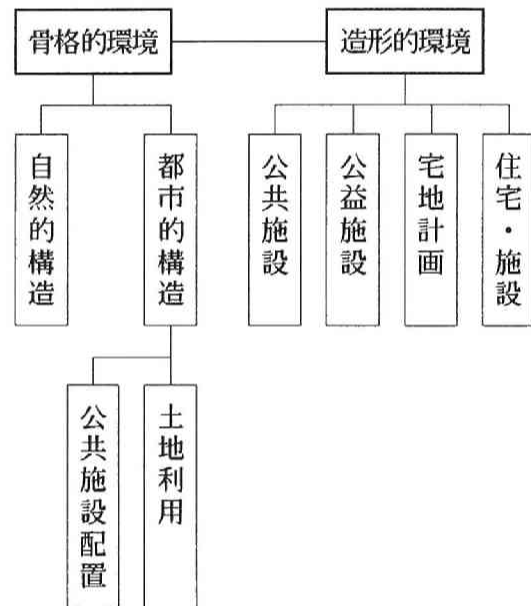 骨格的環境
造形的環境
自然的構造
都市的構造
公共施設
公益施設
宅地計画
住宅・施設
公共施設配置
土地利用